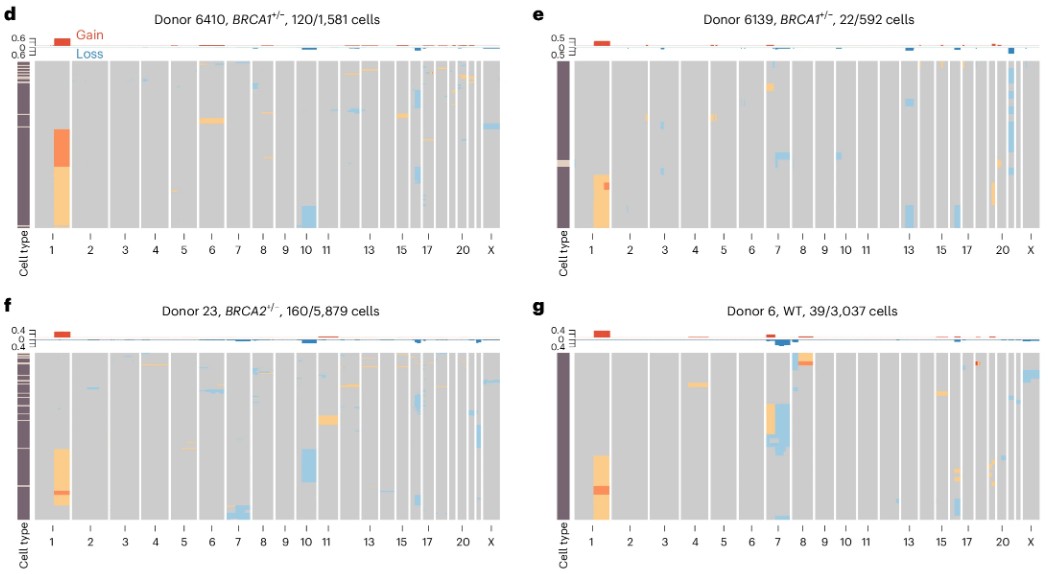 d
Donor 6410, BRCA1+/−, 120/1,581 cells
0.6
0
0.6
Gain
Loss
Cell type
1 2 3 4 5 6 7 8 9 10 11 13 15 17 20 X
e
Donor 6139, BRCA1+/−, 22/592 cells
0.5
0
0.5
Cell type
1 2 3 4 5 6 7 8 9 10 11 13 15 17 20 X
f
Donor 23, BRCA2+/−, 160/5,879 cells
0.4
0
0.4
Cell type
1 2 3 4 5 6 7 8 9 10 11 13 15 17 20 X
g
Donor 6, WT, 39/3,037 cells
0.4
0
0.4
Cell type
1 2 3 4 5 6 7 8 9 10 11 13 15 17 20 X